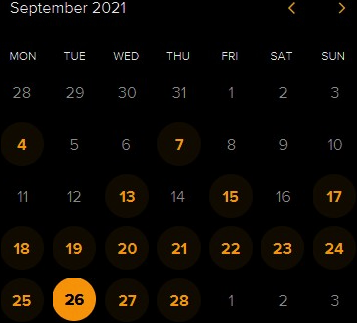 September 2021
MON TUE WED THU FRI SAT SUN
28 29 30 31 1 2 3
4 5 6 7 8 9 10
11 12 13 14 15 16 17
18 19 20 21 22 23 24
25 26 27 28 1 2 3